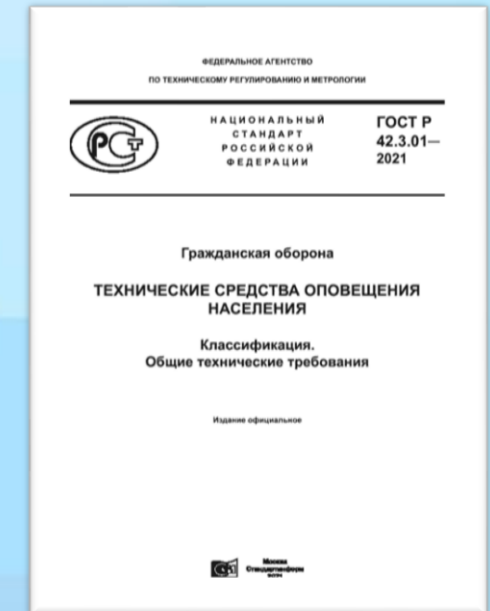 ФЕДЕРАЛЬНОЕ АГЕНТСТВО
ПО ТЕХНИЧЕСКОМУ РЕГУЛИРОВАНИЮ И МЕТРОЛОГИИ
РСТ
НАЦИОНАЛЬНЫЙ
СТАНДАРТ
РОССИЙСКОЙ
ФЕДЕРАЦИИ
ГОСТ Р
42.3.01—
2021
Гражданская оборона
ТЕХНИЧЕСКИЕ СРЕДСТВА ОПОВЕЩЕНИЯ
НАСЕЛЕНИЯ
Классификация.
Общие технические требования
Издание официальное
Москва
Стандартинформ